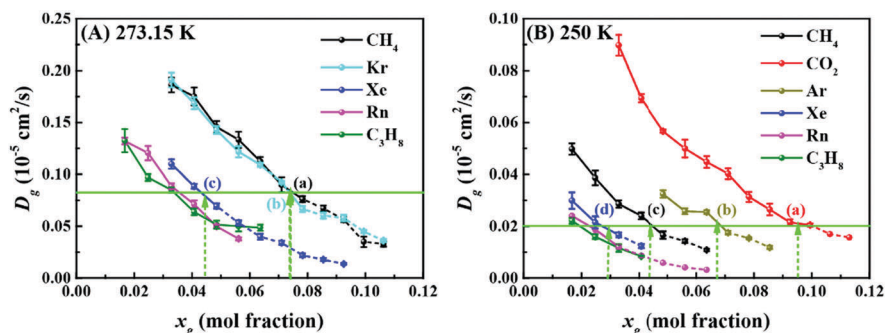 (A) 273.15 K
CH₄
Kr
Xe
Rn
C₃H₈
(c)
(b)
(a)
0.25
0.20
0.15
0.10
0.05
0.00
0.00 0.02 0.04 0.06 0.08 0.10 0.12
D_g (10⁻⁵ cm²/s)
x_g (mol fraction)
(B) 250 K
CH₄
CO₂
Ar
Xe
Rn
C₃H₈
(d)
(c)
(b)
(a)
0.10
0.08
0.06
0.04
0.02
0.00
0.00 0.02 0.04 0.06 0.08 0.10 0.12
D_g (10⁻⁵ cm²/s)
x_g (mol fraction)